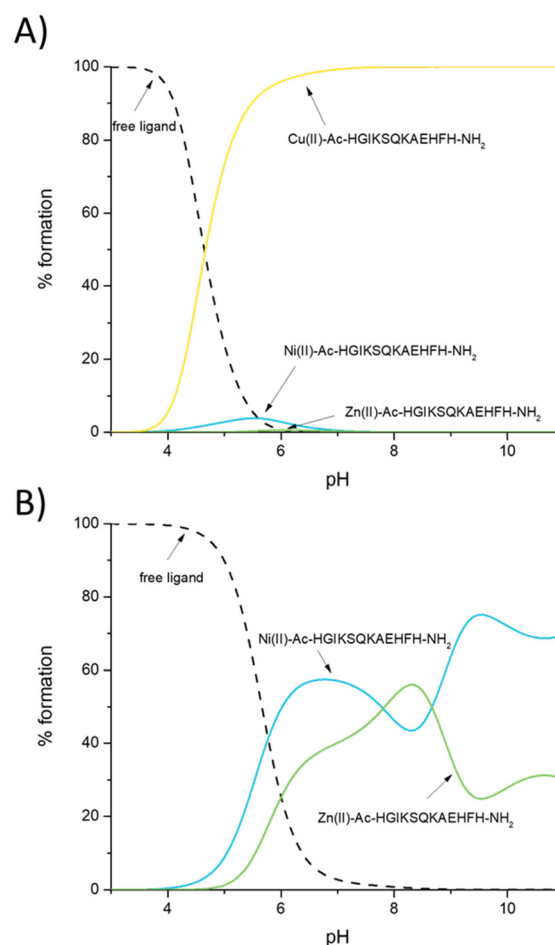 A)
100
80
60
40
20
0
% formation
free ligand
Cu(II)-Ac-HGIKSQKAEHFH-NH2
Ni(II)-Ac-HGIKSQKAEHFH-NH2
Zn(II)-Ac-HGIKSQKAEHFH-NH2
4 6 8 10
pH
B)
100
80
60
40
20
0
% formation
free ligand
Ni(II)-Ac-HGIKSQKAEHFH-NH2
Zn(II)-Ac-HGIKSQKAEHFH-NH2
4 6 8 10
pH